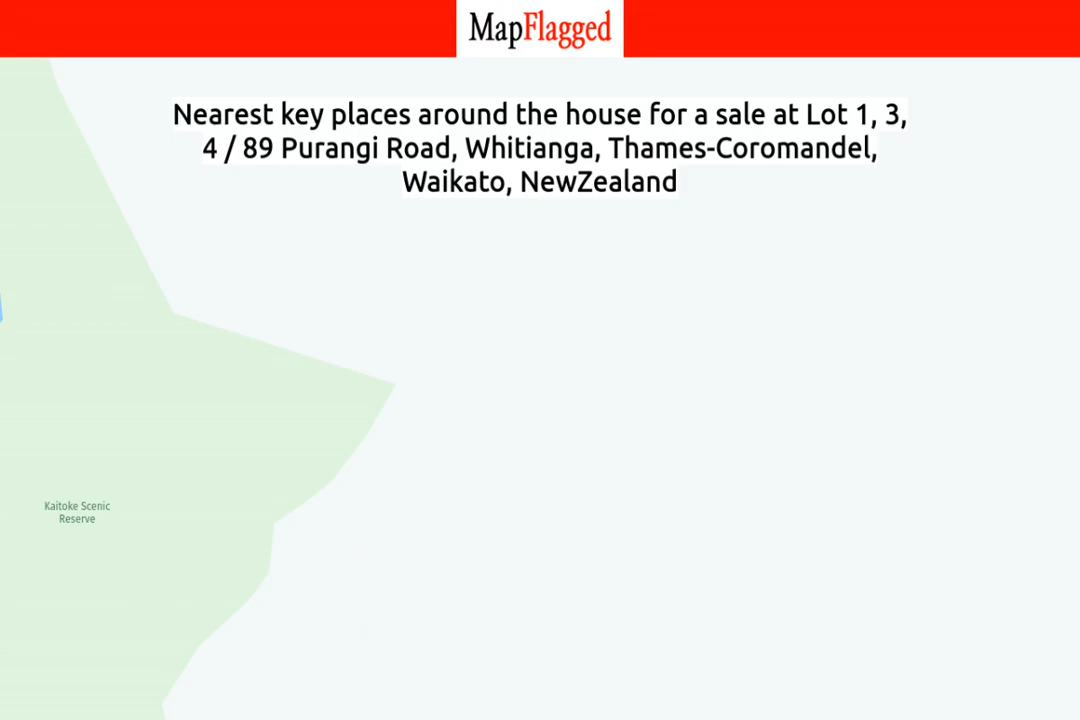 MapFlagged
Nearest key places around the house for a sale at Lot 1, 3,
4 / 89 Purangi Road, Whitianga, Thames-Coromandel,
Waikato, NewZealand
Kaitoke Scenic
Reserve